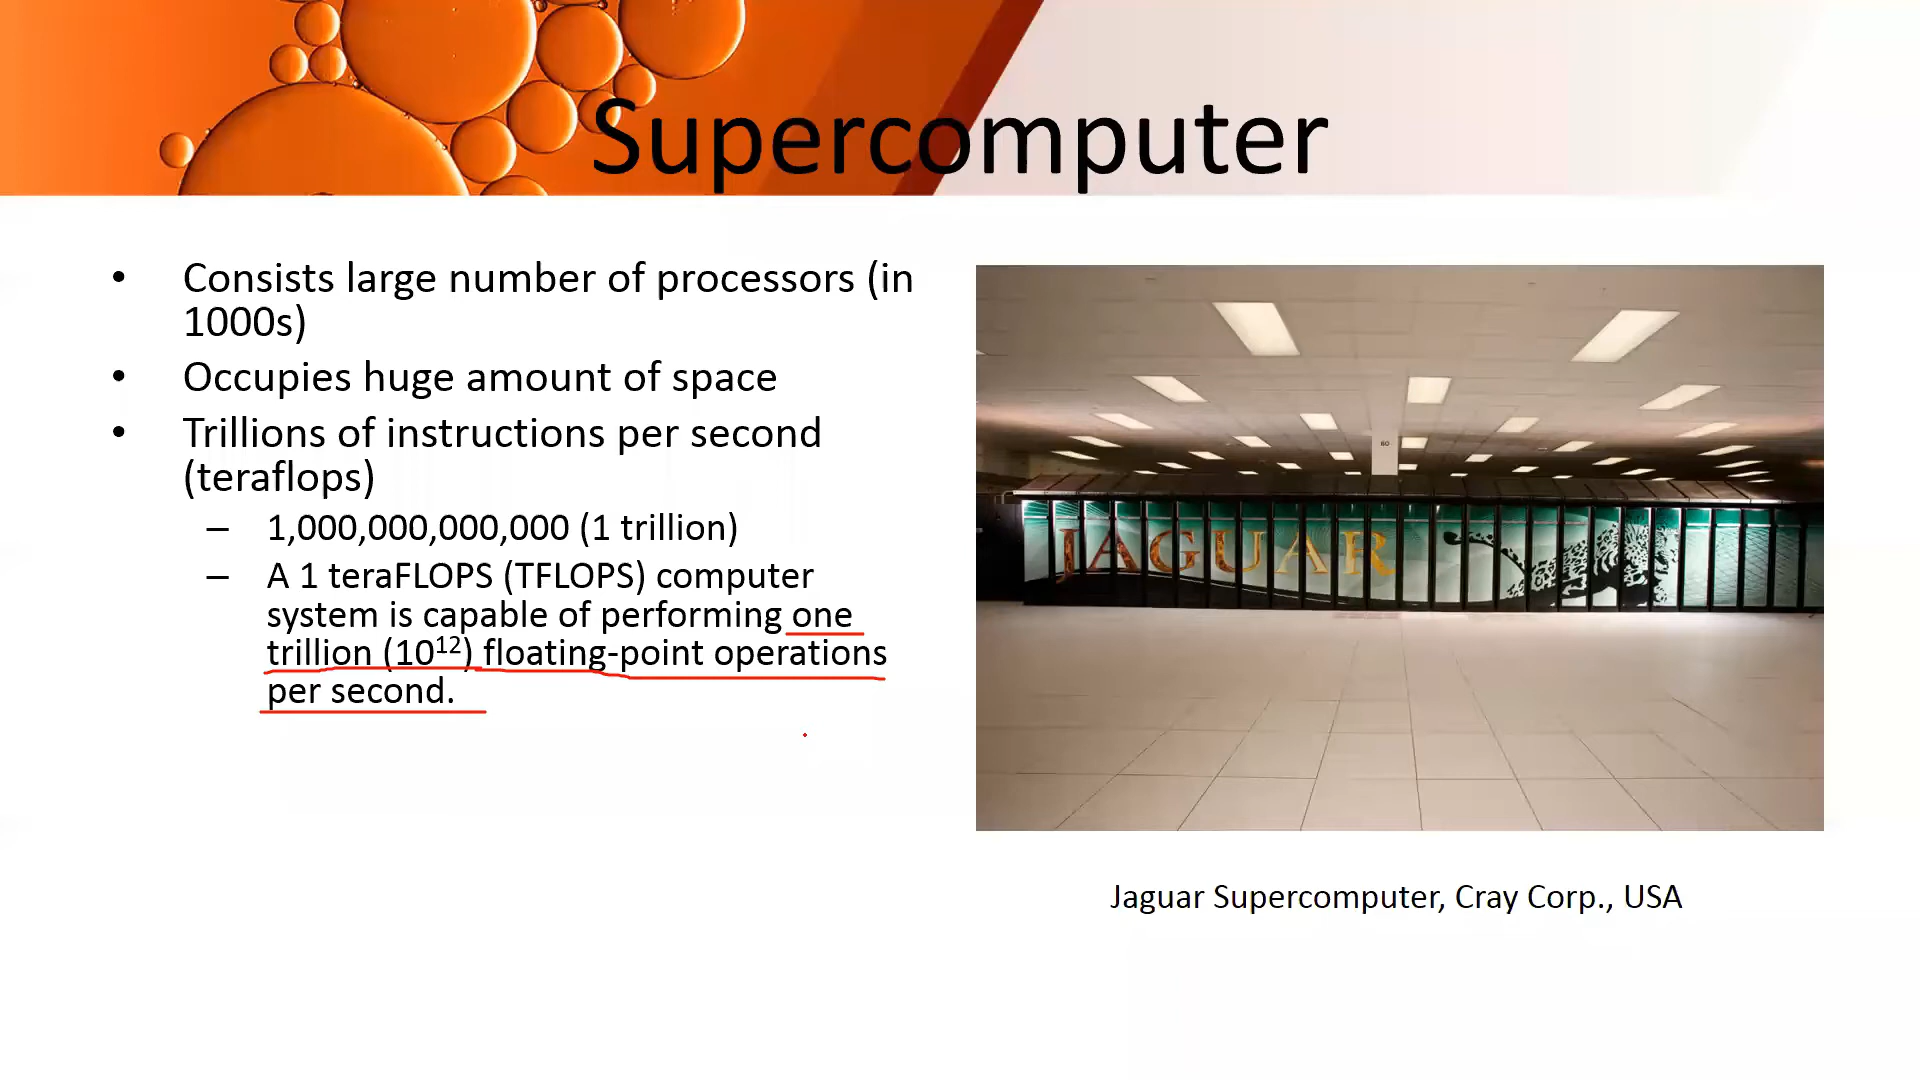 Supercomputer
• Consists large number of processors (in
1000s)
• Occupies huge amount of space
• Trillions of instructions per second
(teraflops)
– 1,000,000,000,000 (1 trillion)
– A 1 teraFLOPS (TFLOPS) computer
system is capable of performing one
trillion (10¹²) floating-point operations
per second.
60
JAGUAR
Jaguar Supercomputer, Cray Corp., USA